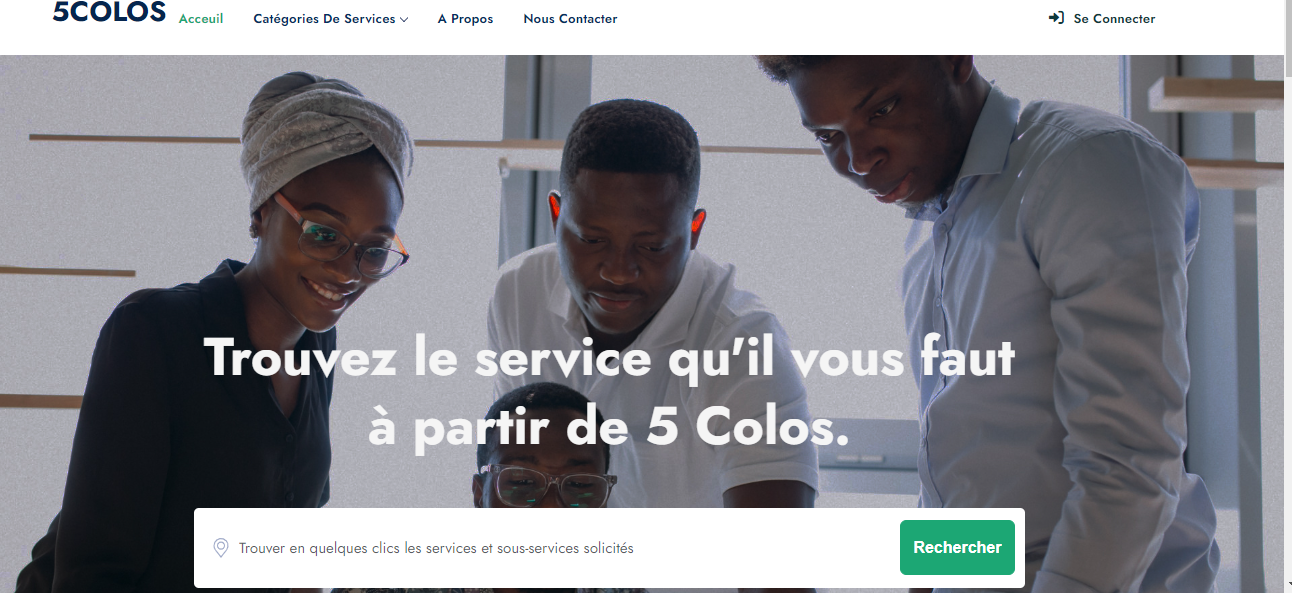 5COLOS
Acceuil
Catégories De Services
A Propos
Nous Contacter
Se Connecter
Trouvez le service qu'il vous faut
à partir de 5 Colos.
Trouver en quelques clics les services et sous-services solicités
Rechercher